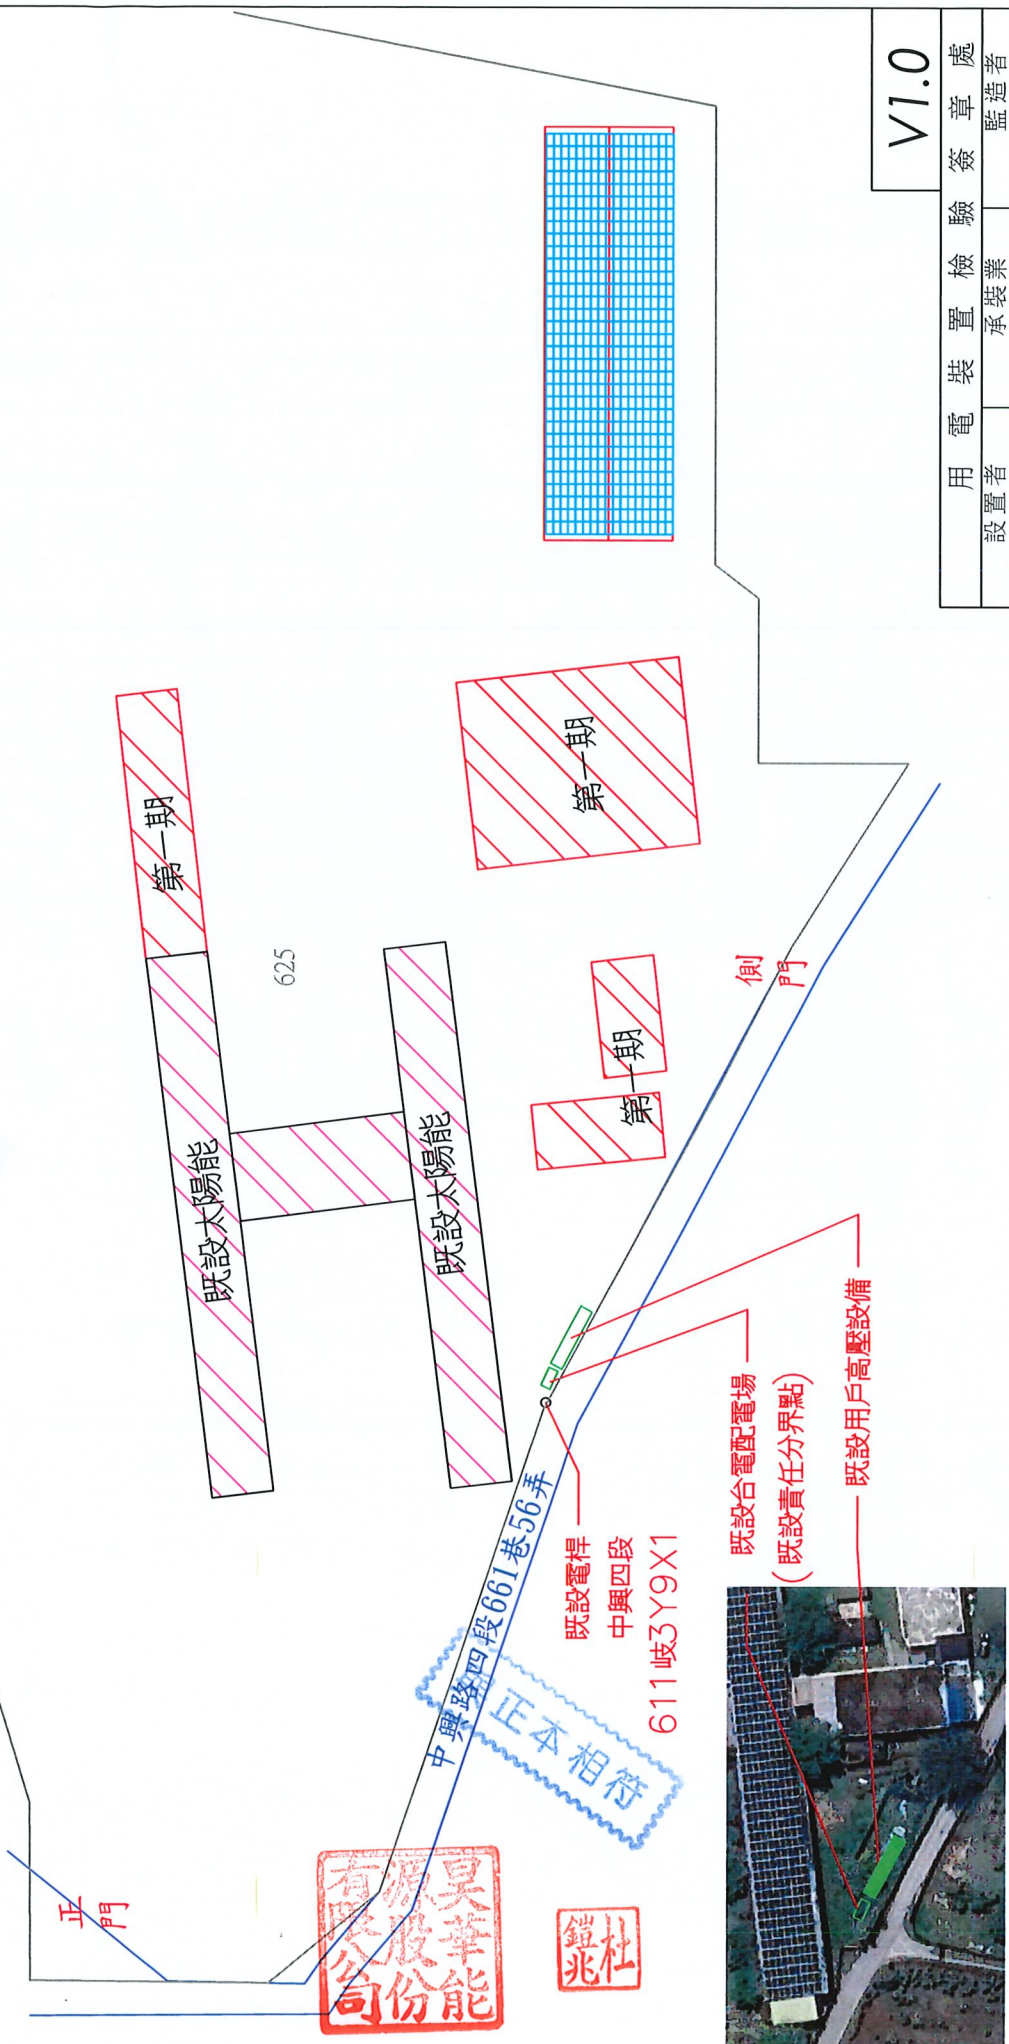 V1.0
用電裝置檢驗簽章處
設置者
承裝業
監造者
第一期
既設太陽能
625
既設太陽能
第一期
第一期
正門
側門
中興路四段661巷56弄
既設電桿
中興四段
611岐3Y9X1
既設台電配電場
(既設責任分界點)
既設用戶高壓設備
正本相符
昊華能
源股份
有限公司
杜
鎧兆